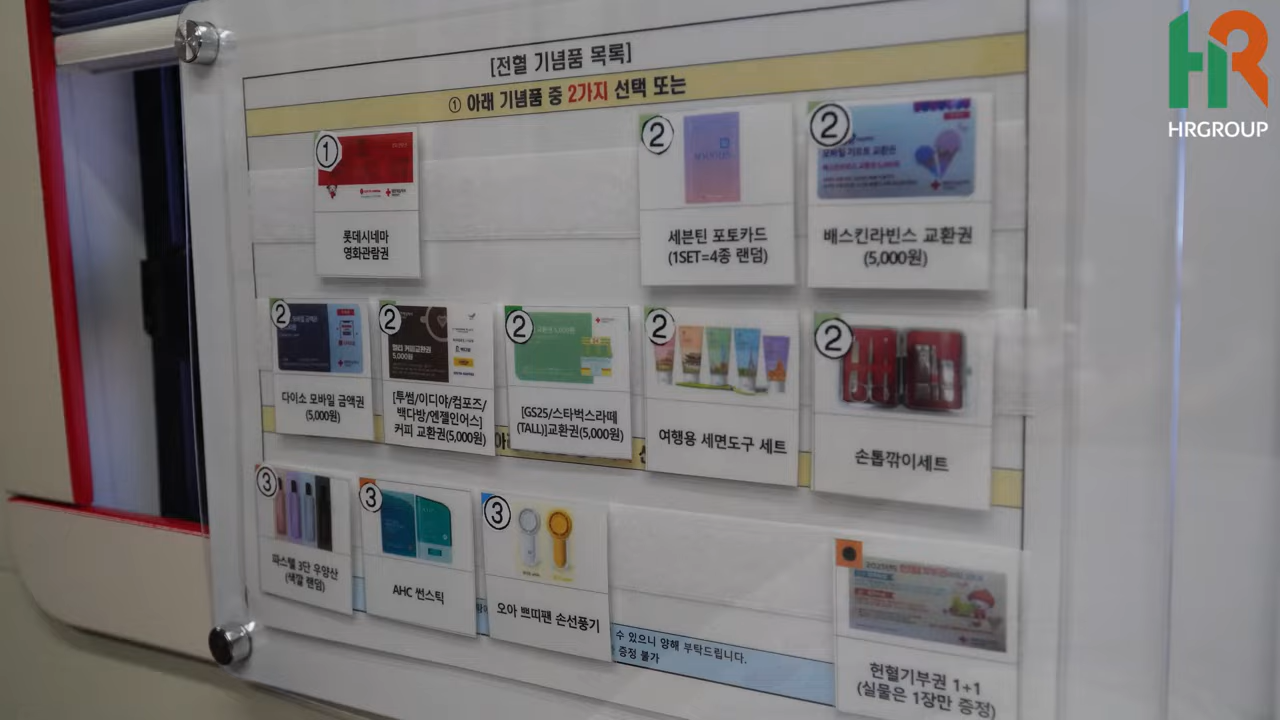 HR
HRGROUP
[전혈 기념품 목록]
① 아래 기념품 중 2가지 선택 또는
①
롯데시네마
영화관람권
②
세븐틴 포토카드
(1SET=4종 랜덤)
②
배스킨라빈스 교환권
(5,000원)
②
다이소 모바일 금액권
(5,000원)
②
[투썸/이디야/컴포즈/
백다방/엔젤인어스]
커피 교환권(5,000원)
②
[GS25/스타벅스라떼
(TALL)]교환권(5,000원)
②
여행용 세면도구 세트
②
손톱깎이세트
③
파스텔 3단 우양산
(색깔 랜덤)
③
AHC 썬스틱
③
오아 쁘띠팬 손선풍기
수 있으니 양해 부탁드립니다.
증정 불가
헌혈기부권 1+1
(실물은 1장만 증정)